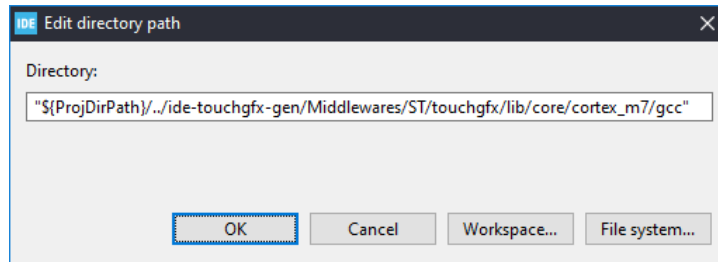 IDE Edit directory path
Directory:
"${ProjDirPath}/../ide-touchgfx-gen/Middlewares/ST/touchgfx/lib/core/cortex_m7/gcc"
OK Cancel Workspace... File system...